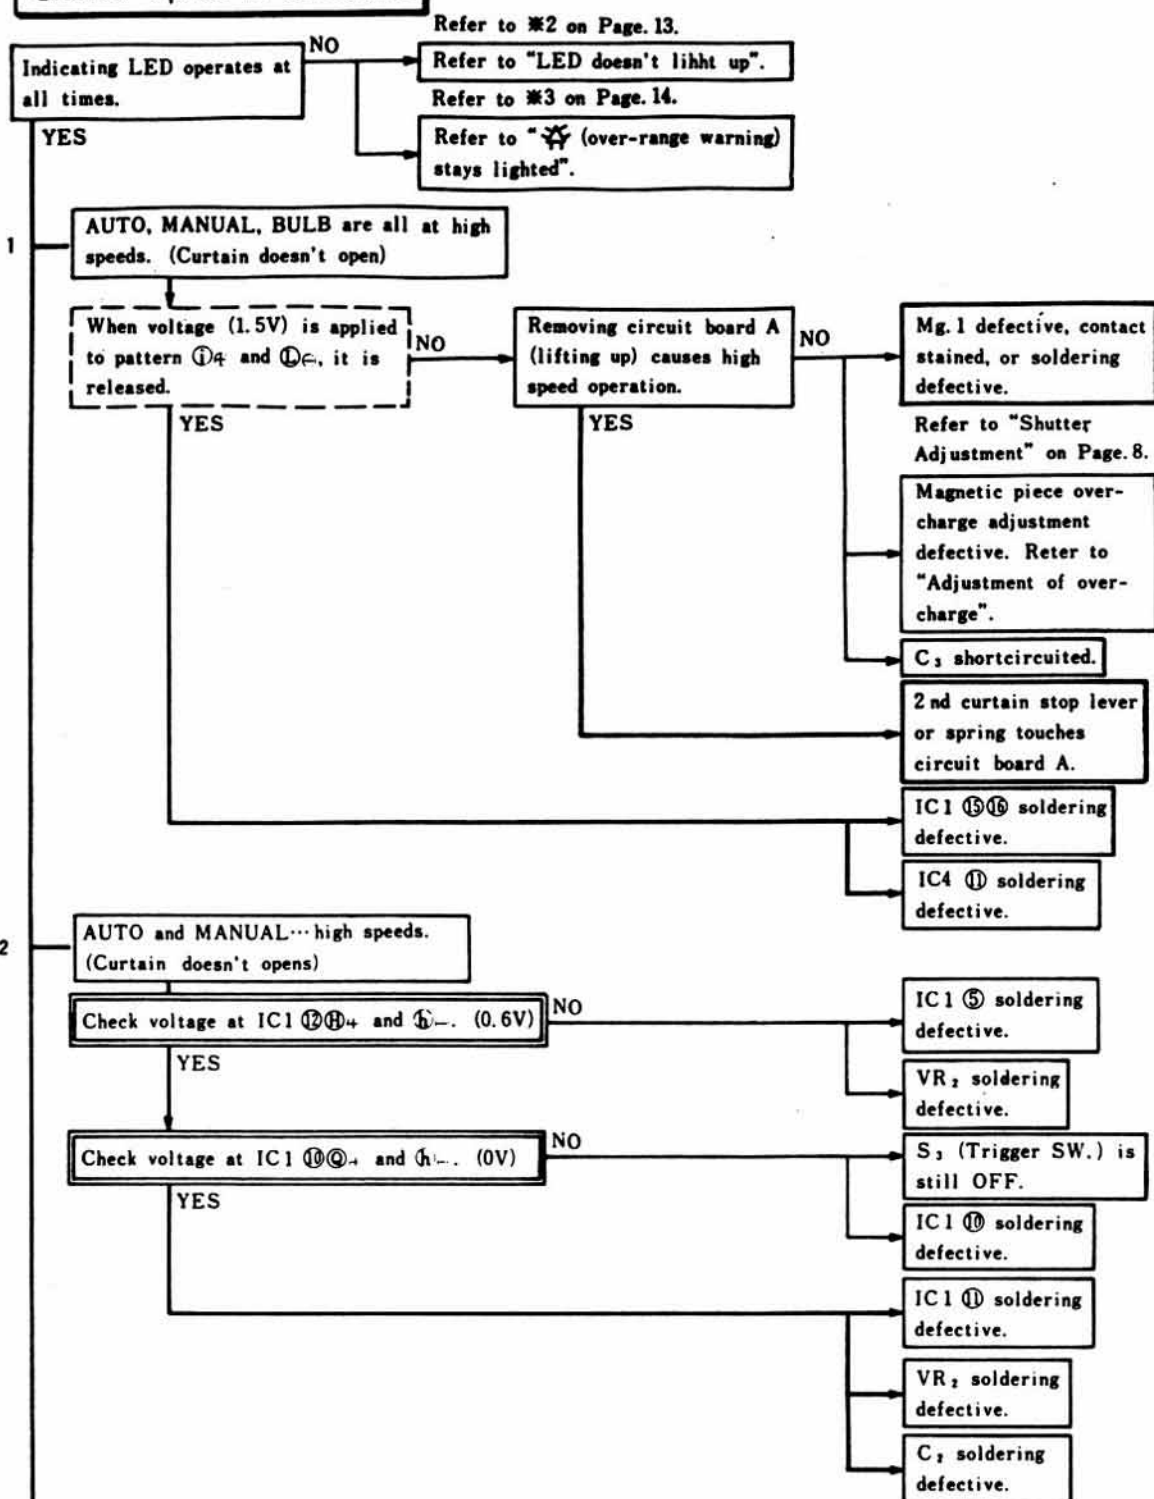 Refer to ※2 on Page. 13.
NO
Indicating LED operates at
all times.
Refer to "LED doesn't lihht up".
Refer to ※3 on Page. 14.
YES
Refer to " (over-range warning)
stays lighted".
1
AUTO, MANUAL, BULB are all at high
speeds. (Curtain doesn't open)
When voltage (1.5V) is applied
to pattern ⓘ+ and Ⓛ-, it is
released.
NO
Removing circuit board A
(lifting up) causes high
speed operation.
NO
Mg. 1 defective, contact
stained, or soldering
defective.
YES
YES
Refer to "Shutter
Adjustment" on Page. 8.
Magnetic piece over-
charge adjustment
defective. Reter to
"Adjustment of over-
charge".
C₃ shortcircuited.
2nd curtain stop lever
or spring touches
circuit board A.
IC1 ⑮⑯ soldering
defective.
IC4 ⑪ soldering
defective.
2
AUTO and MANUAL··· high speeds.
(Curtain doesn't opens)
Check voltage at IC1 ⑫Ⓗ+ and ⓗ-. (0.6V)
NO
IC1 ⑤ soldering
defective.
YES
VR₂ soldering
defective.
Check voltage at IC1 ⑩Ⓠ+ and ⓗ-. (0V)
NO
S₃ (Trigger SW.) is
still OFF.
YES
IC1 ⑩ soldering
defective.
IC1 ⑪ soldering
defective.
VR₂ soldering
defective.
C₂ soldering
defective.